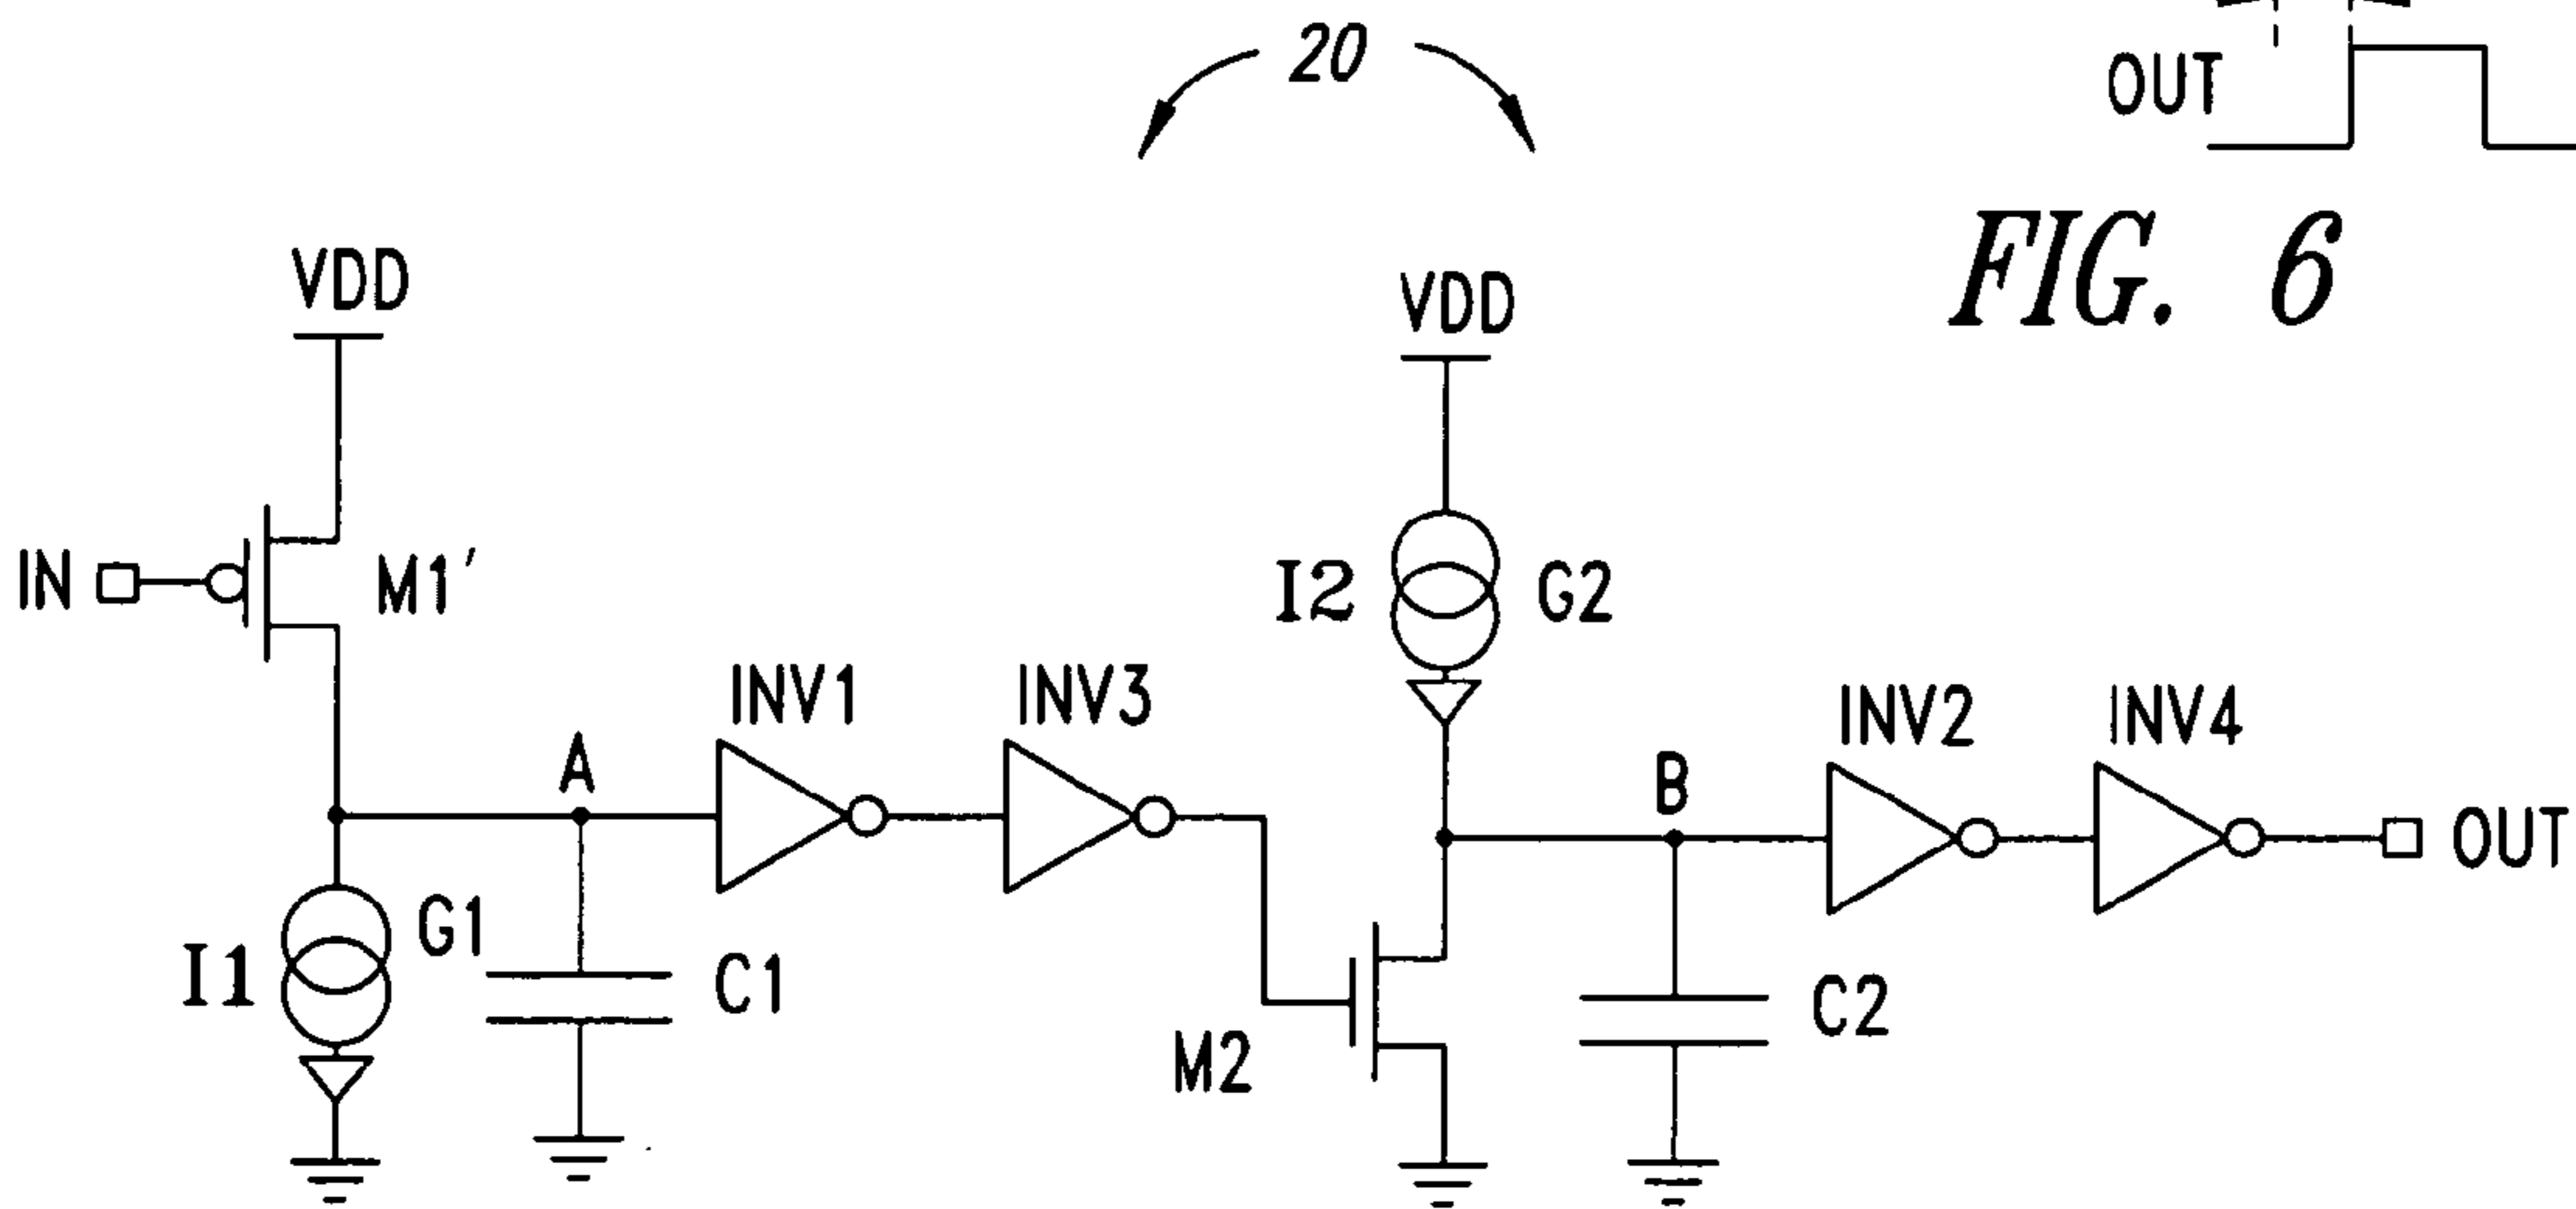 20
OUT
FIG. 6
VDD
VDD
IN
M1'
I2
G2
INV1
INV3
INV2
INV4
A
B
OUT
I1
G1
C1
M2
C2